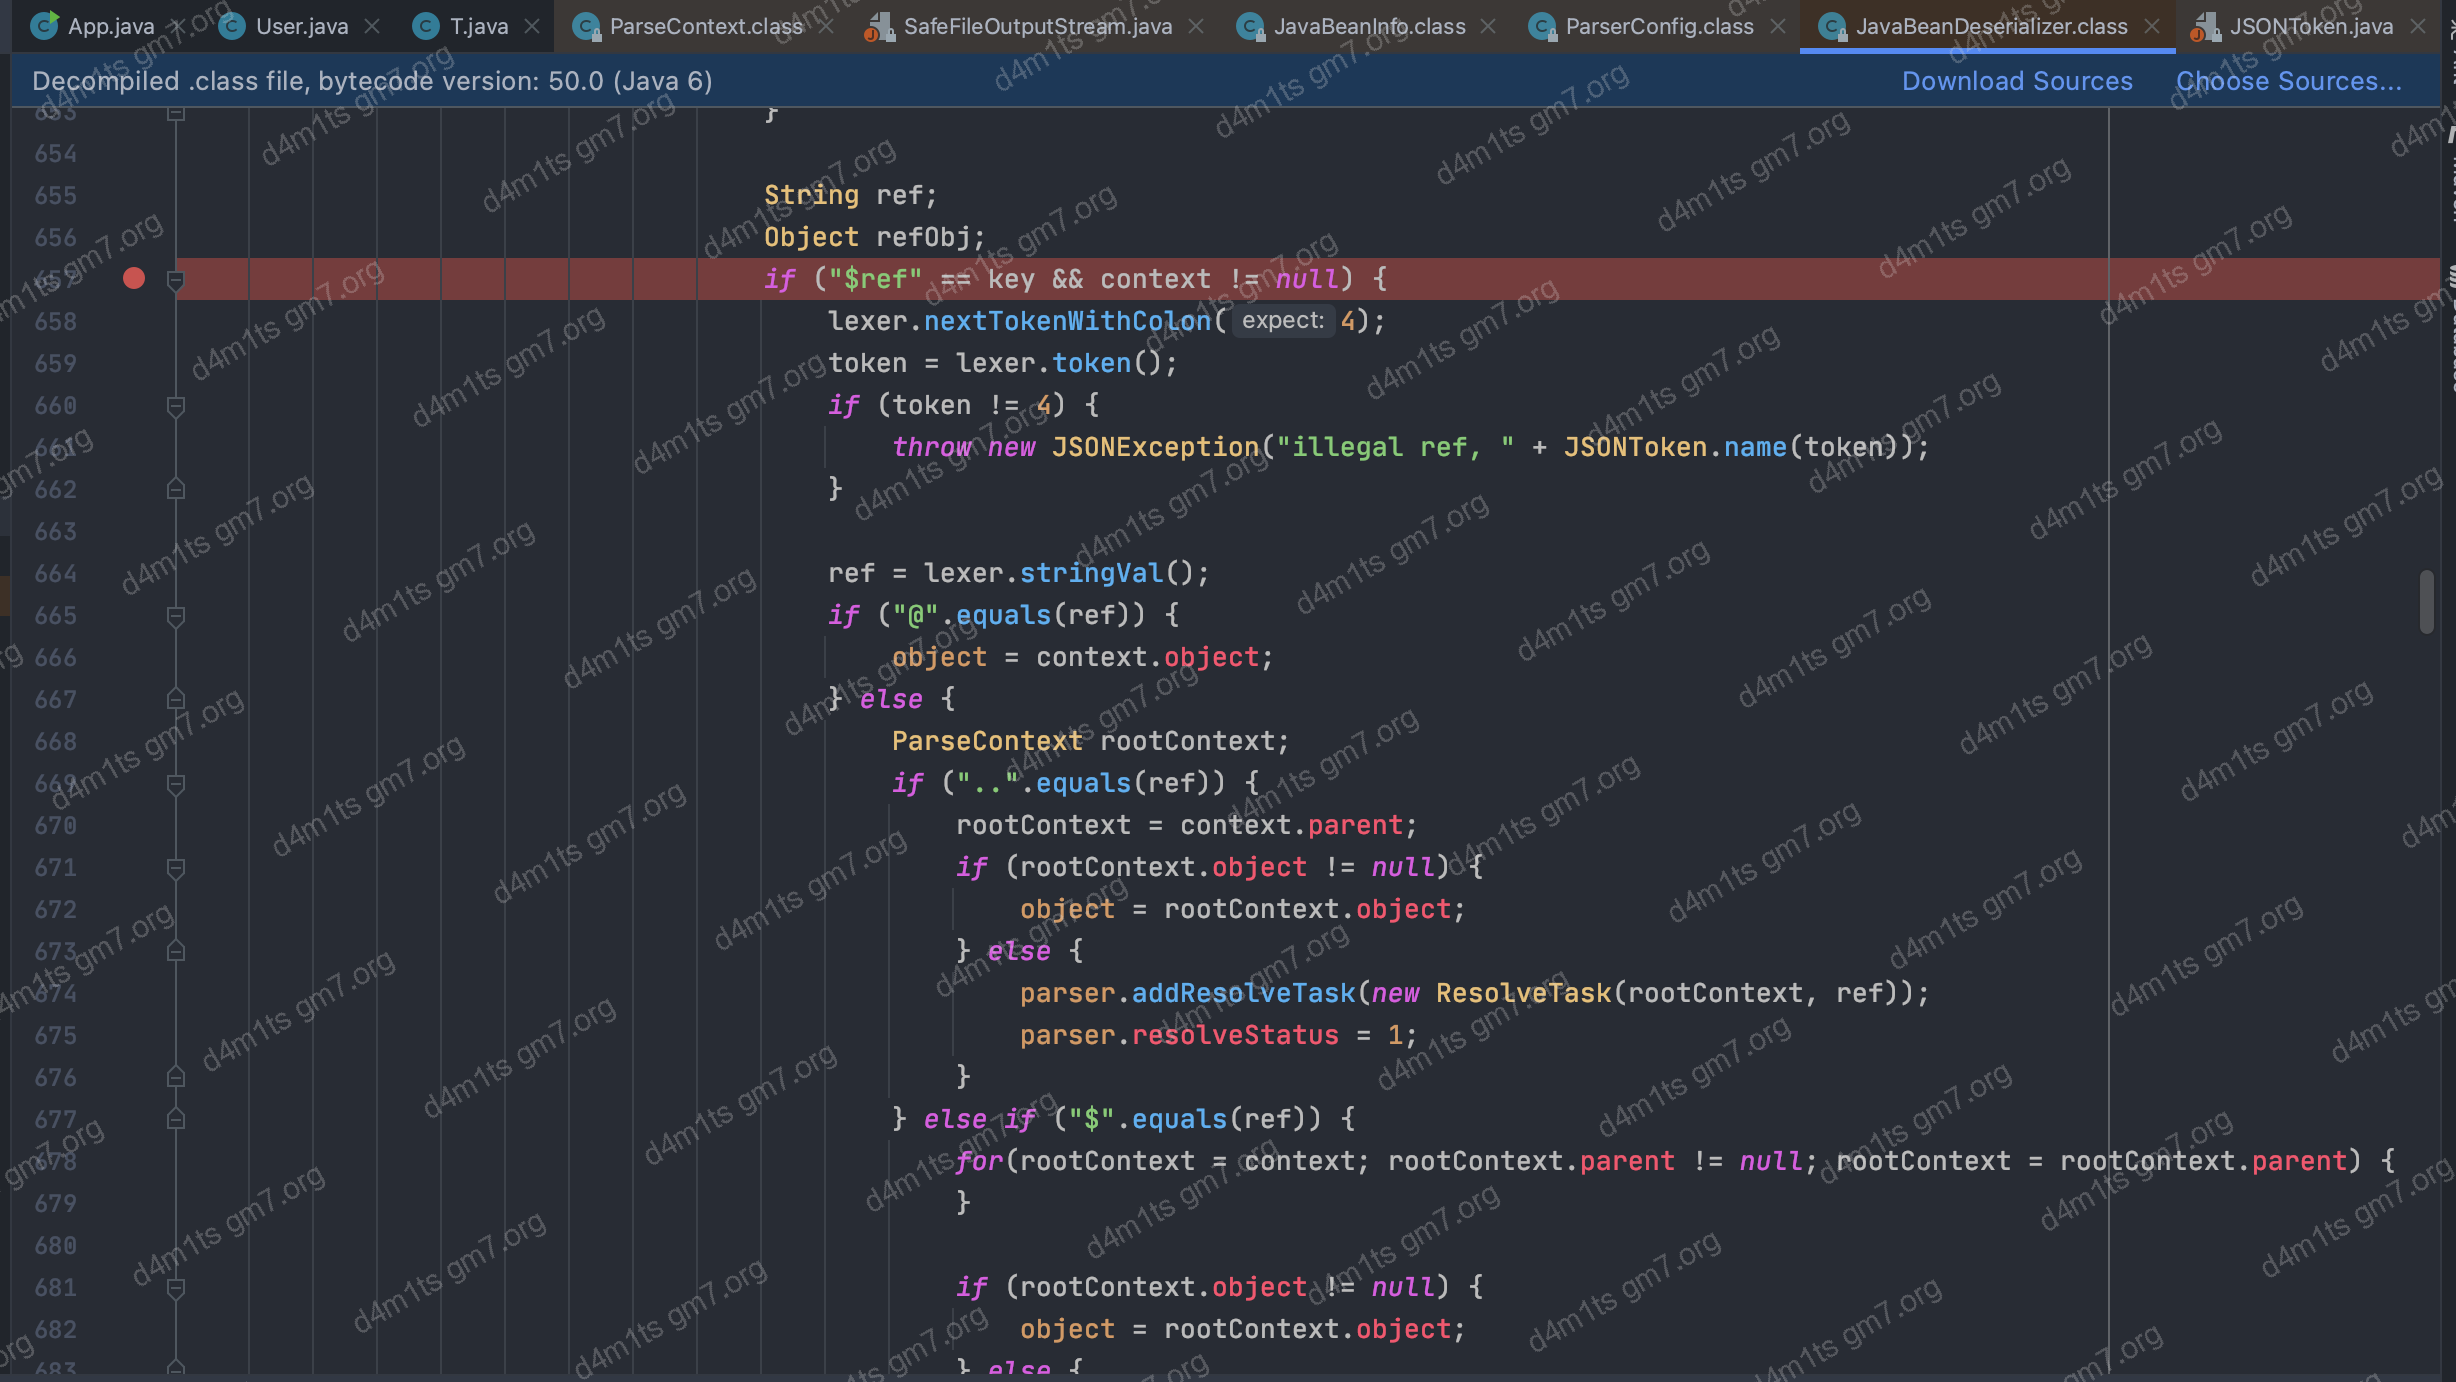 App.java User.java T.java ParseContext.class SafeFileOutputStream.java JavaBeanInfo.class ParserConfig.class JavaBeanDeserializer.class JSONToken.java
Decompiled .class file, bytecode version: 50.0 (Java 6) Download Sources Choose Sources...
653 }
654
655 String ref;
656 Object refObj;
657 if ("$ref" == key && context != null) {
658 lexer.nextTokenWithColon( expect: 4);
659 token = lexer.token();
660 if (token != 4) {
661 throw new JSONException("illegal ref, " + JSONToken.name(token));
662 }
663
664 ref = lexer.stringVal();
665 if ("@".equals(ref)) {
666 object = context.object;
667 } else {
668 ParseContext rootContext;
669 if ("..".equals(ref)) {
670 rootContext = context.parent;
671 if (rootContext.object != null) {
672 object = rootContext.object;
673 } else {
674 parser.addResolveTask(new ResolveTask(rootContext, ref));
675 parser.resolveStatus = 1;
676 }
677 } else if ("$".equals(ref)) {
678 for(rootContext = context; rootContext.parent != null; rootContext = rootContext.parent) {
679 }
680
681 if (rootContext.object != null) {
682 object = rootContext.object;
683 } else {
d4m1ts gm7.org